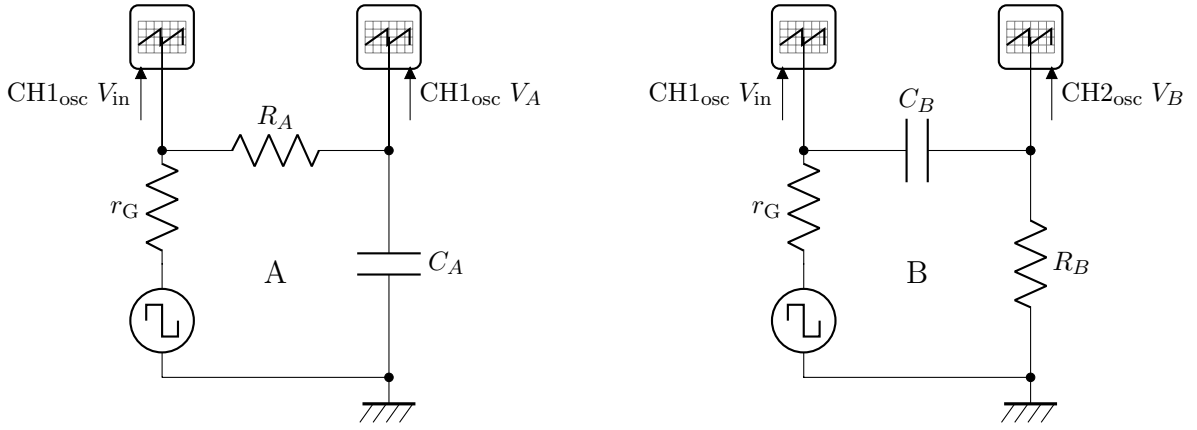 CH1osc Vin
CH1osc VA
RA
rG
A
CA
CH1osc Vin
CH2osc VB
CB
rG
B
RB